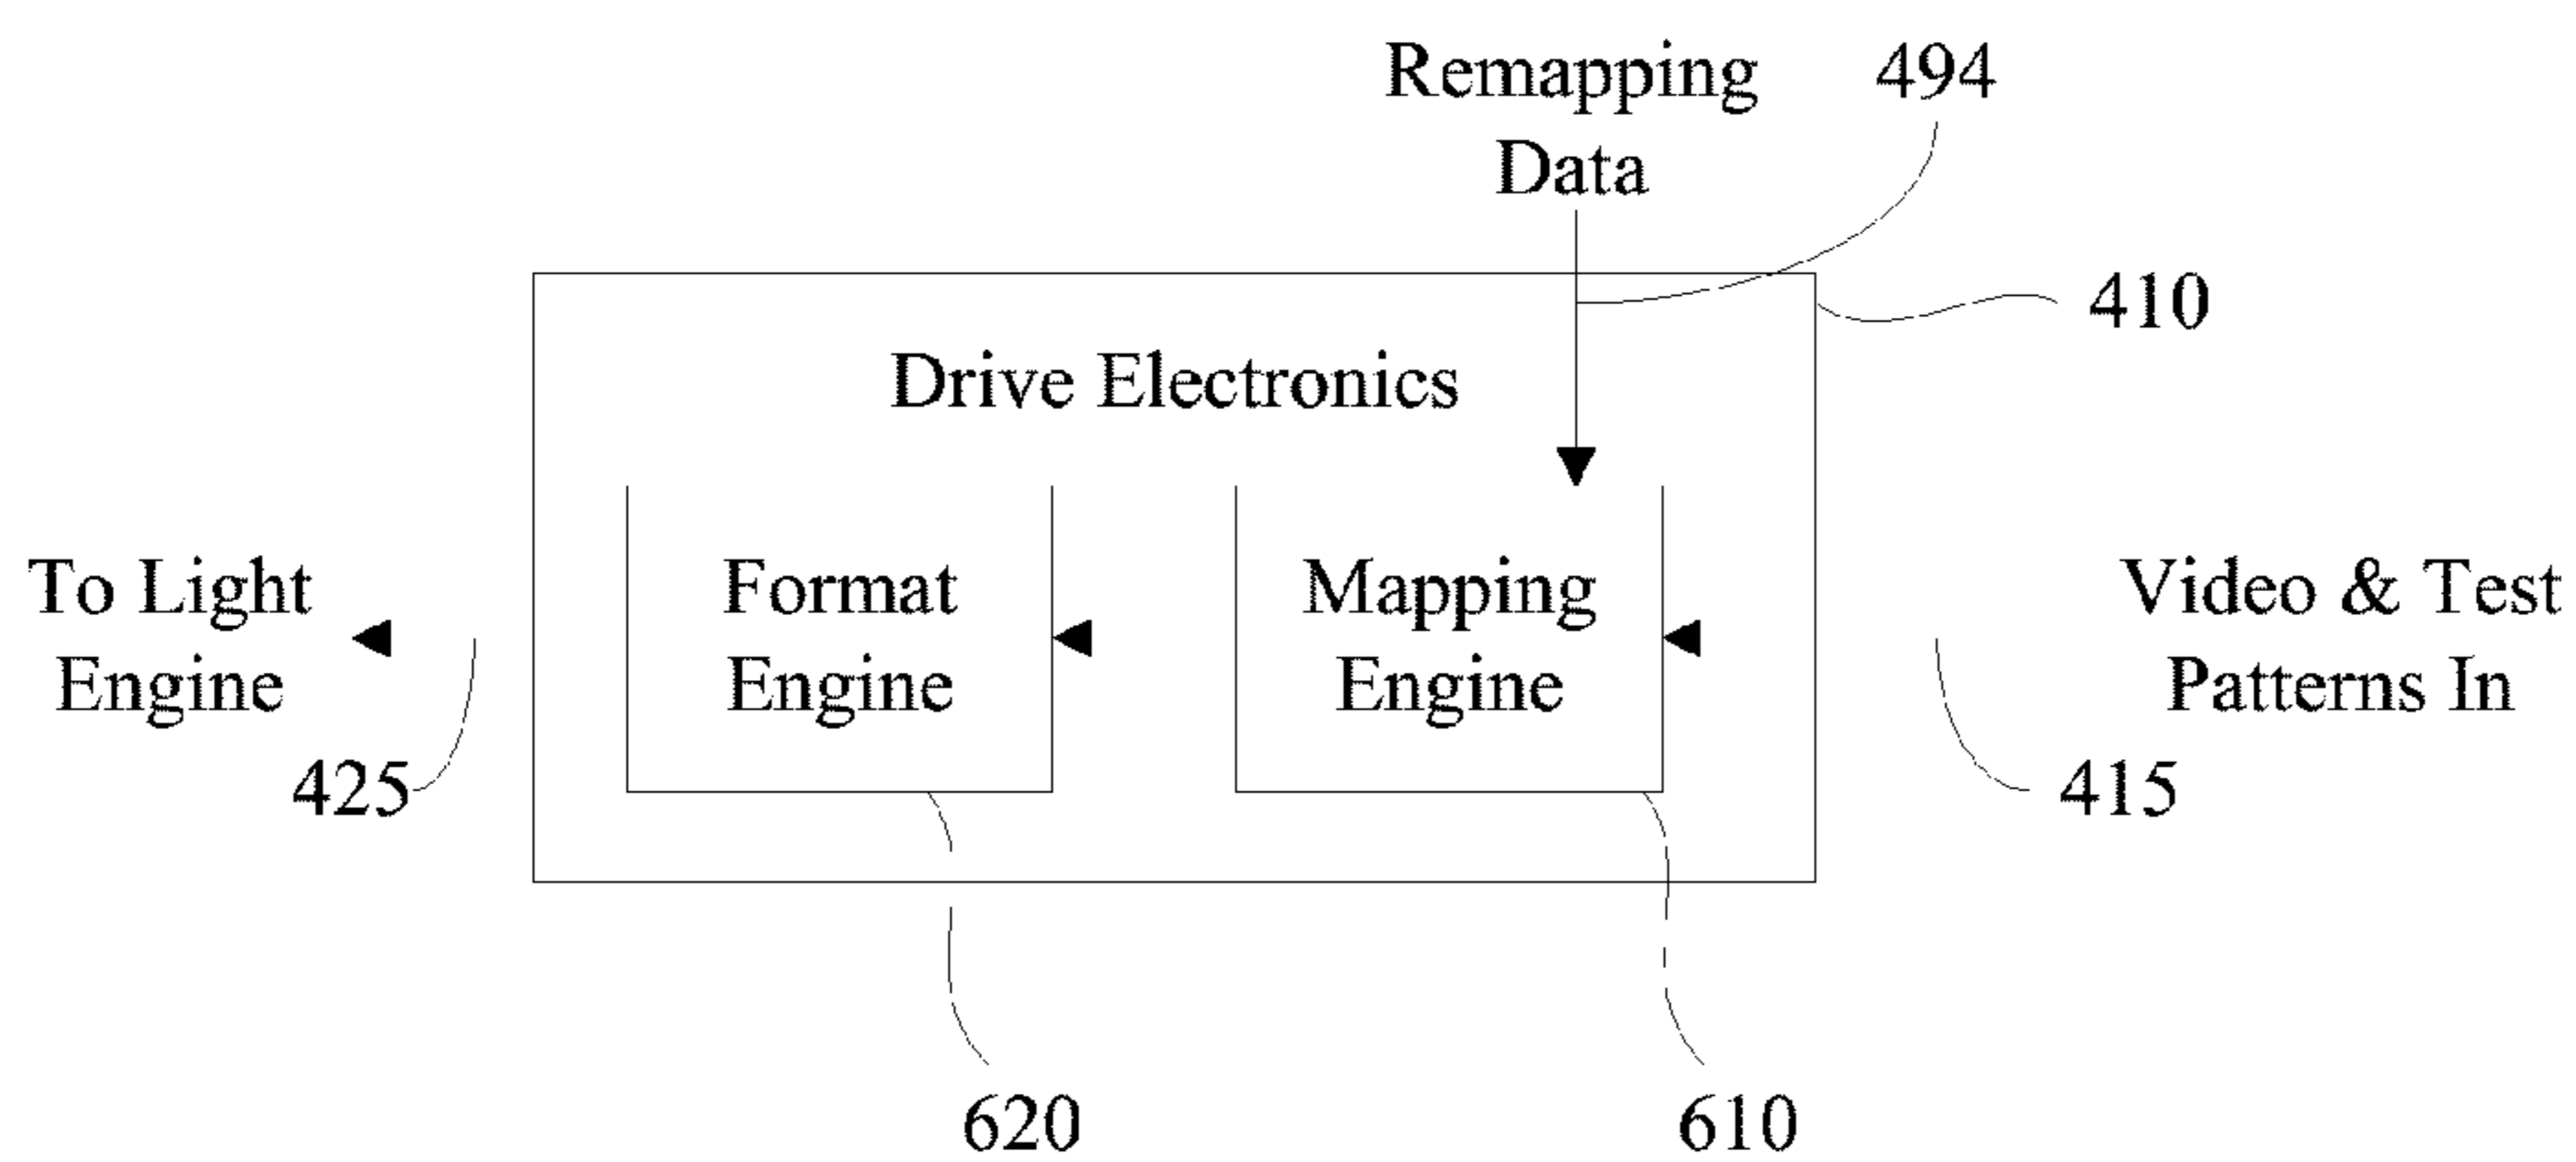 Remapping 494
Data
410
Drive Electronics
To Light Format Mapping Video & Test
Engine Engine Engine Patterns In
425 415
620 610